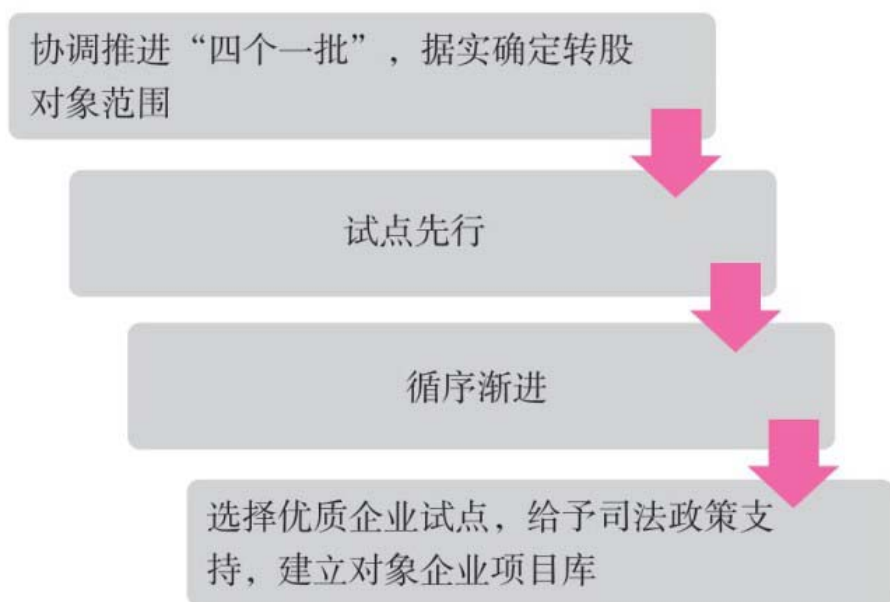 协调推进“四个一批”，据实确定转股
对象范围
试点先行
循序渐进
选择优质企业试点，给予司法政策支
持，建立对象企业项目库